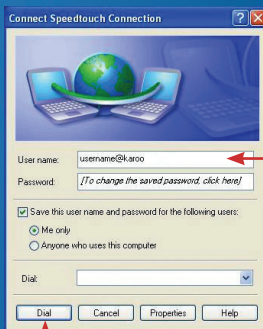 Connect Speedtouch Connection
User name: username@karoo
Password: [To change the saved password, click here]
Save this user name and password for the following users:
Me only
Anyone who uses this computer
Dial:
Dial Cancel Properties Help